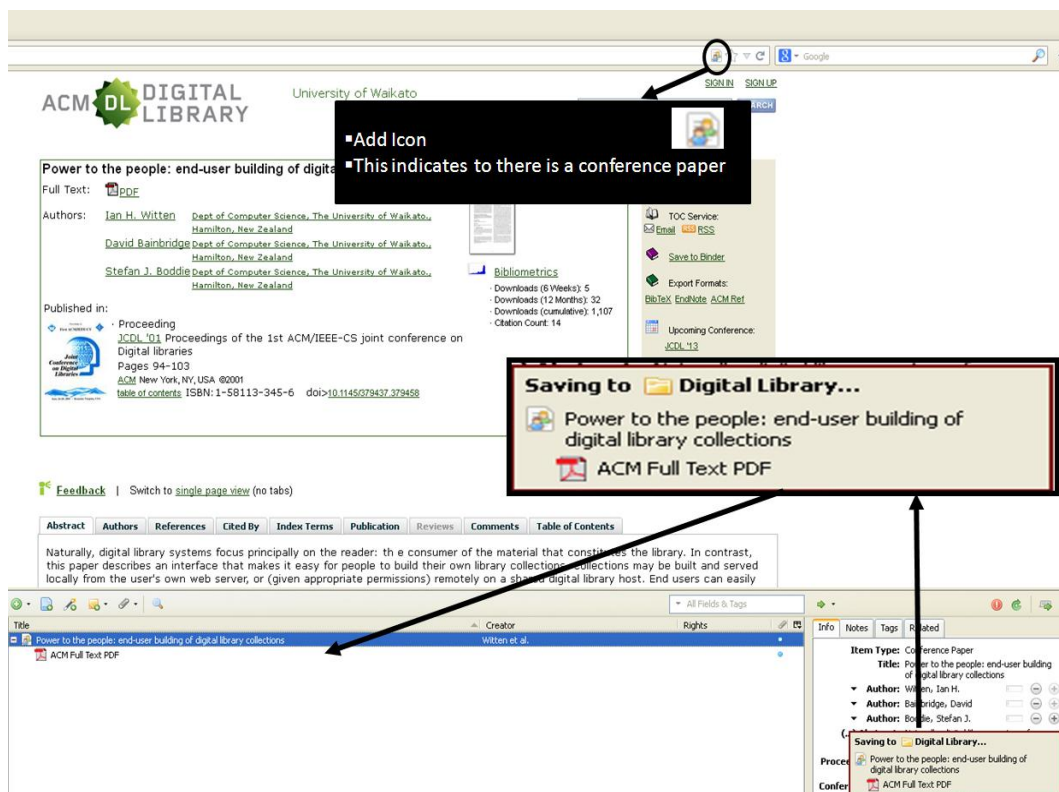 Google
SIGN IN SIGN UP
ACM DL DIGITAL LIBRARY
University of Waikato
▪Add Icon
▪This indicates to there is a conference paper
Power to the people: end-user building of digita
Full Text: PDF
Authors: Ian H. Witten Dept of Computer Science, The University of Waikato., Hamilton, New Zealand
David Bainbridge Dept of Computer Science, The University of Waikato., Hamilton, New Zealand
Stefan J. Boddie Dept of Computer Science, The University of Waikato., Hamilton, New Zealand
Published in:
· Proceeding
JCDL '01 Proceedings of the 1st ACM/IEEE-CS joint conference on
Digital libraries
Pages 94-103
ACM New York, NY, USA ©2001
table of contents ISBN:1-58113-345-6 doi>10.1145/379437.379458
Bibliometrics
· Downloads (6 Weeks): 5
· Downloads (12 Months): 32
· Downloads (cumulative): 1,107
· Citation Count: 14
TOC Service:
Email RSS
Save to Binder
Export Formats:
BibTeX EndNote ACM Ref
Upcoming Conference:
JCDL '13
Saving to Digital Library...
Power to the people: end-user building of
digital library collections
ACM Full Text PDF
Feedback | Switch to single page view (no tabs)
Abstract Authors References Cited By Index Terms Publication Reviews Comments Table of Contents
Naturally, digital library systems focus principally on the reader: th e consumer of the material that constitutes the library. In contrast,
this paper describes an interface that makes it easy for people to build their own library collections. collections may be built and served
locally from the user's own web server, or (given appropriate permissions) remotely on a shared digital library host. End users can easily
All Fields & Tags
Title Creator Rights
Power to the people: end-user building of digital library collections Witten et al.
ACM Full Text PDF
Info Notes Tags Related
Item Type: Conference Paper
Title: Power to the people: end-user building
of digital library collections
Author: Witten, Ian H.
Author: Bainbridge, David
Author: Boddie, Stefan J.
Saving to Digital Library...
Power to the people: end-user building of
digital library collections
ACM Full Text PDF